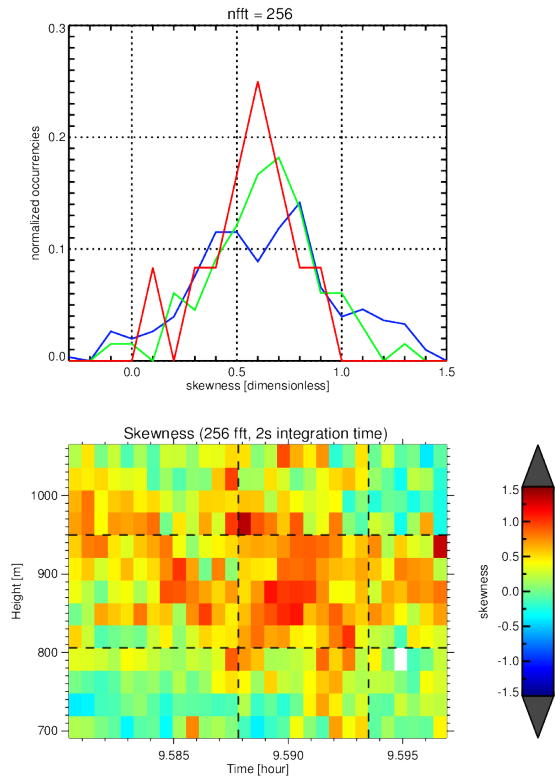 nfft = 256
0.3
0.2
0.1
0.0
normalized occurrencies
0.0 0.5 1.0 1.5
skewness [dimensionless]
Skewness (256 fft, 2s integration time)
1000
900
800
700
Height [m]
9.585 9.590 9.595
Time [hour]
1.5
1.0
0.5
0.0
-0.5
-1.0
-1.5
skewness